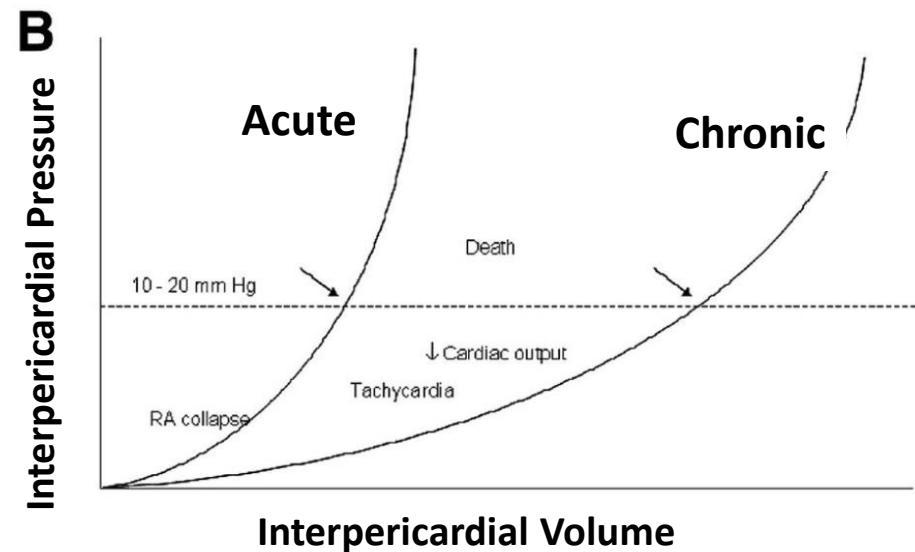 B
Interpericardial Pressure
Acute
Chronic
Death
10 - 20 mm Hg
↓ Cardiac output
Tachycardia
RA collapse
Interpericardial Volume